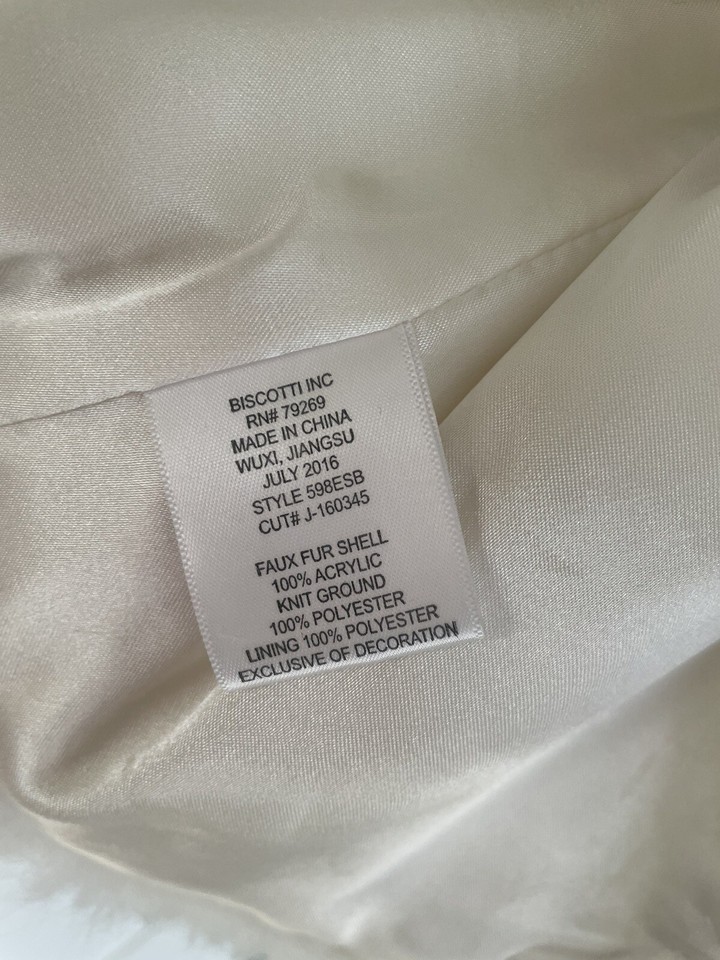 BISCOTTI INC
RN# 79269
MADE IN CHINA
WUXI, JIANGSU
JULY 2016
STYLE 598ESB
CUT# J-160345
FAUX FUR SHELL
100% ACRYLIC
KNIT GROUND
100% POLYESTER
LINING 100% POLYESTER
EXCLUSIVE OF DECORATION